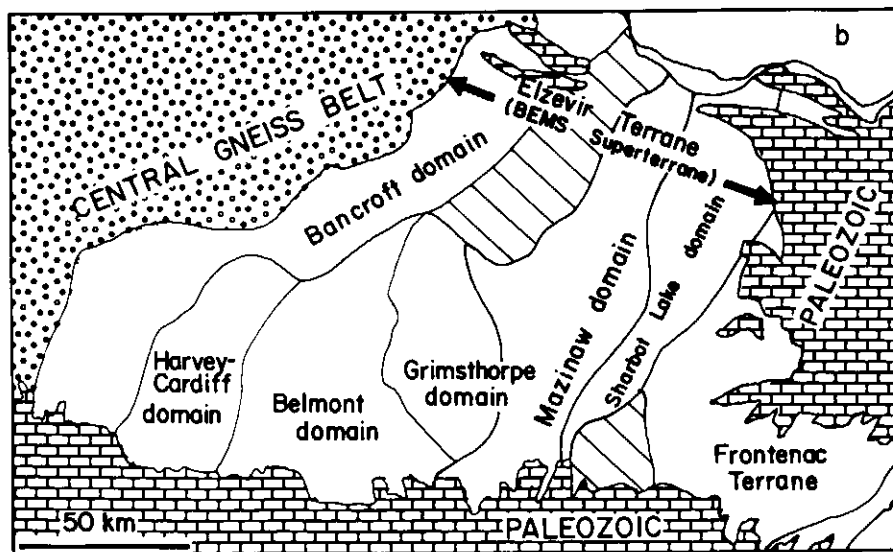 b
CENTRAL GNEISS BELT
Elzevir Terrane
(BEMS Superterrane)
Bancroft domain
PALEOZOIC
Harvey-
Cardiff
domain
Belmont
domain
Grimsthorpe
domain
Mazinaw domain
Sharbot Lake domain
Frontenac
Terrane
50 km
PALEOZOIC